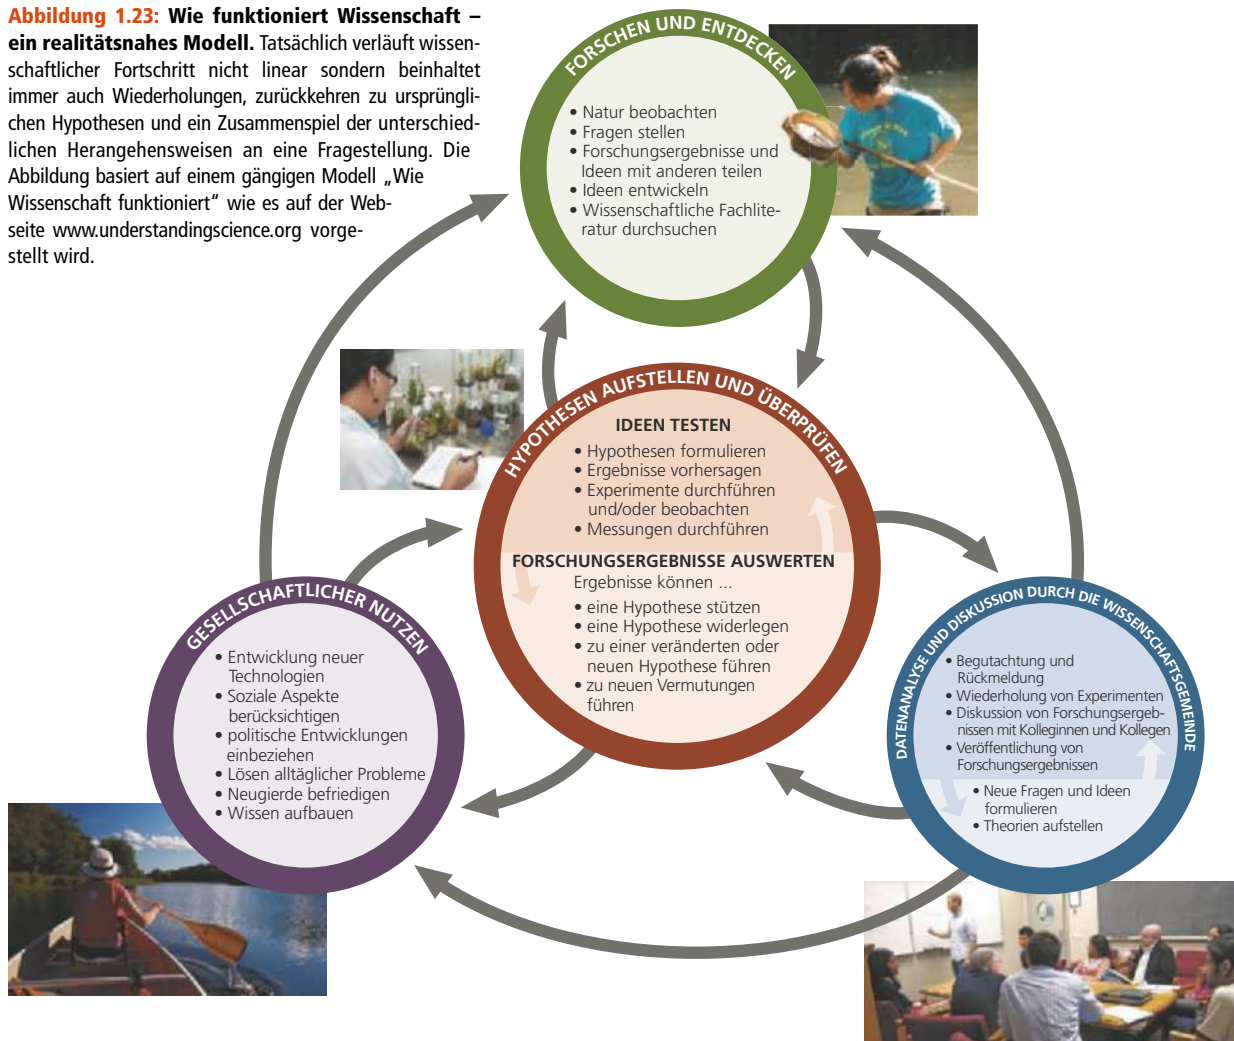 Abbildung 1.23: Wie funktioniert Wissenschaft –
ein realitätsnahes Modell. Tatsächlich verläuft wissen-
schaftlicher Fortschritt nicht linear sondern beinhaltet
immer auch Wiederholungen, zurückkehren zu ursprüngli-
chen Hypothesen und ein Zusammenspiel der unterschied-
lichen Herangehensweisen an eine Fragestellung. Die
Abbildung basiert auf einem gängigen Modell „Wie
Wissenschaft funktioniert“ wie es auf der Web-
seite www.understandingscience.org vorge-
stellt wird.
FORSCHEN UND ENTDECKEN
• Natur beobachten
• Fragen stellen
• Forschungsergebnisse und
Ideen mit anderen teilen
• Ideen entwickeln
• Wissenschaftliche Fachlite-
ratur durchsuchen
HYPOTHESEN AUFSTELLEN UND ÜBERPRÜFEN
IDEEN TESTEN
• Hypothesen formulieren
• Ergebnisse vorhersagen
• Experimente durchführen
und/oder beobachten
• Messungen durchführen
FORSCHUNGSERGEBNISSE AUSWERTEN
Ergebnisse können ...
• eine Hypothese stützen
• eine Hypothese widerlegen
• zu einer veränderten oder
neuen Hypothese führen
• zu neuen Vermutungen
führen
GESELLSCHAFTLICHER NUTZEN
• Entwicklung neuer
Technologien
• Soziale Aspekte
berücksichtigen
• politische Entwicklungen
einbeziehen
• Lösen alltäglicher Probleme
• Neugierde befriedigen
• Wissen aufbauen
DATENANALYSE UND DISKUSSION DURCH DIE WISSENSCHAFTSGEMEINDE
• Begutachtung und
Rückmeldung
• Wiederholung von Experimenten
• Diskussion von Forschungsergeb-
nissen mit Kolleginnen und Kollegen
• Veröffentlichung von
Forschungsergebnissen
• Neue Fragen und Ideen
formulieren
• Theorien aufstellen